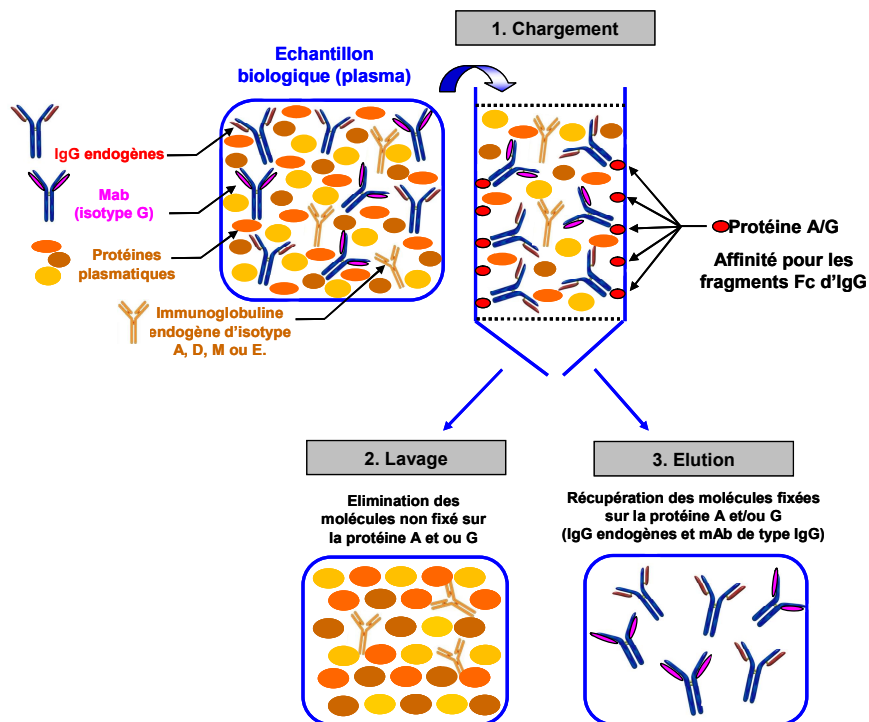 1. Chargement
Echantillon
biologique (plasma)
IgG endogènes
Mab
(isotype G)
Protéines
plasmatiques
Immunoglobuline
endogène d'isotype
A, D, M ou E.
Protéine A/G
Affinité pour les
fragments Fc d'IgG
2. Lavage
Elimination des
molécules non fixé sur
la protéine A et ou G
3. Elution
Récupération des molécules fixées
sur la protéine A et/ou G
(IgG endogènes et mAb de type IgG)